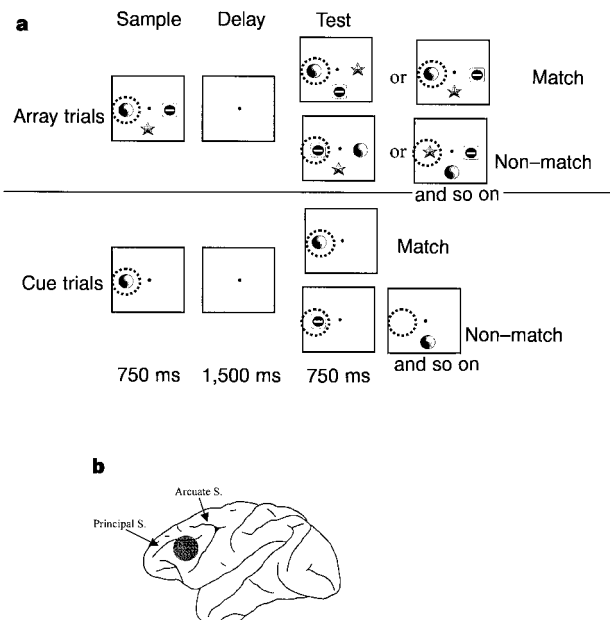 a
Sample Delay Test
Array trials
or
Match
or
Non–match
and so on
Cue trials
Match
Non–match
and so on
750 ms 1,500 ms 750 ms
b
Arcuate S.
Principal S.